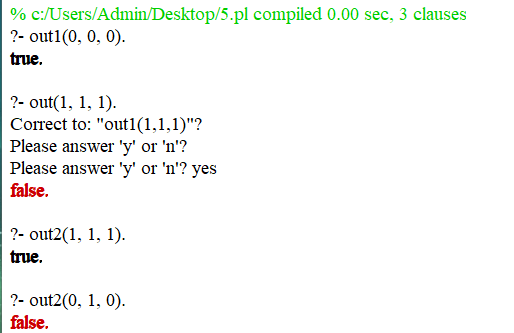 % c:/Users/Admin/Desktop/5.pl compiled 0.00 sec, 3 clauses
?- out1(0, 0, 0).
true.
?- out(1, 1, 1).
Correct to: "out1(1,1,1)"?
Please answer 'y' or 'n'?
Please answer 'y' or 'n'? yes
false.
?- out2(1, 1, 1).
true.
?- out2(0, 1, 0).
false.